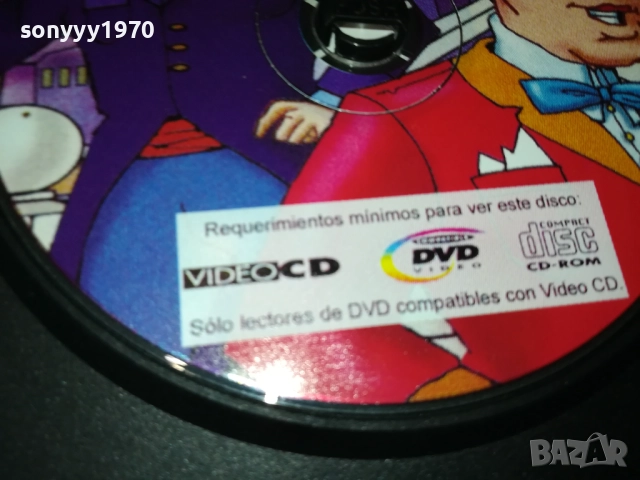 sonyyy1970
Requerimientos mínimos para ver este disco:
VIDEO CD
COMPATIBLE
DVD
VIDEO
COMPACT
disc
CD-ROM
Sólo lectores de DVD compatibles con Video CD.
BAZAR